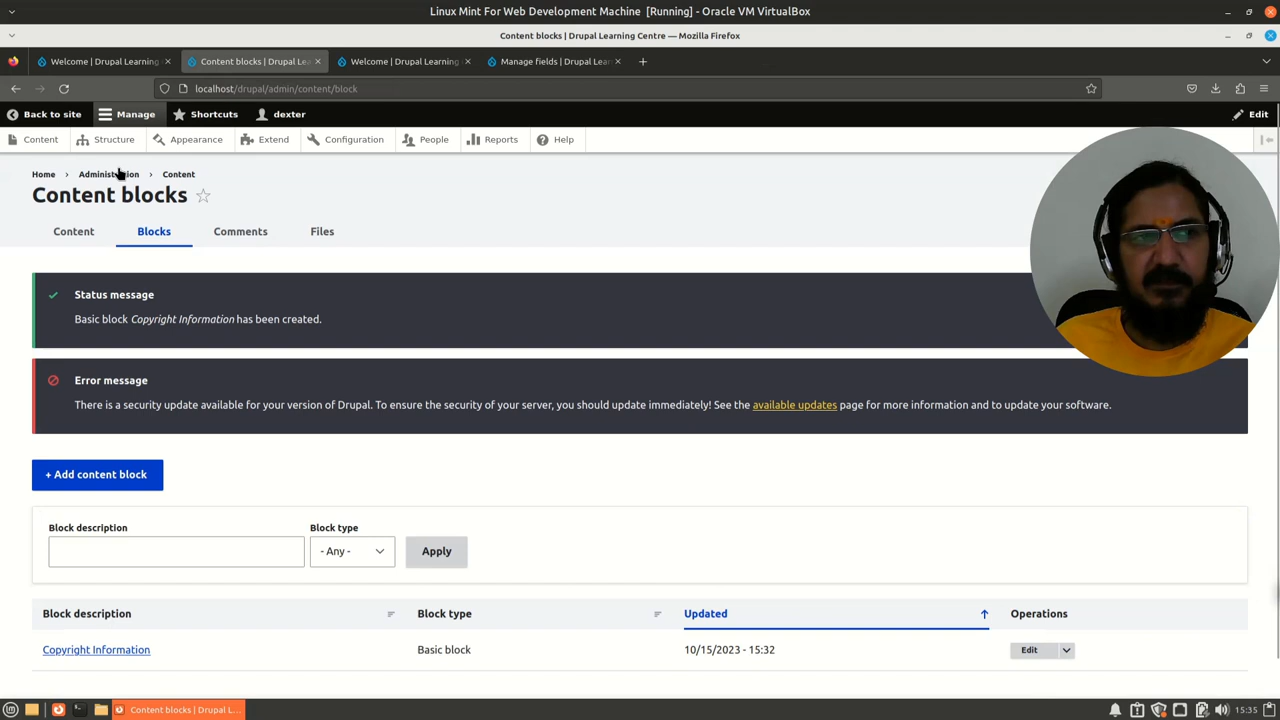 Linux Mint For Web Development Machine [Running] - Oracle VM VirtualBox
Content blocks | Drupal Learning Centre — Mozilla Firefox
Welcome | Drupal Learning
Content blocks | Drupal Lea
Welcome | Drupal Learning
Manage fields | Drupal Lear
localhost/drupal/admin/content/block
Back to site
Manage
Shortcuts
dexter
Edit
Content
Structure
Appearance
Extend
Configuration
People
Reports
Help
Home › Administration › Content
Content blocks
Content
Blocks
Comments
Files
Status message
Basic block Copyright Information has been created.
Error message
There is a security update available for your version of Drupal. To ensure the security of your server, you should update immediately! See the available updates page for more information and to update your software.
+ Add content block
Block description
Block type
- Any -
Apply
Block description
Block type
Updated
Operations
Copyright Information
Basic block
10/15/2023 - 15:32
Edit
Content blocks | Drupal L...
15:35